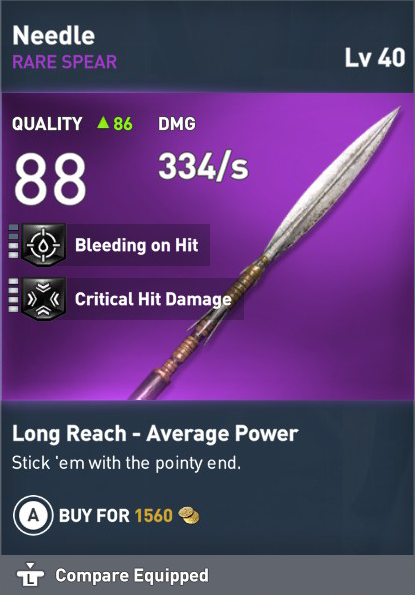 Needle
RARE SPEAR
Lv 40
QUALITY ▲86 DMG
88 334/s
Bleeding on Hit
Critical Hit Damage
Long Reach - Average Power
Stick 'em with the pointy end.
A BUY FOR 1560
L Compare Equipped